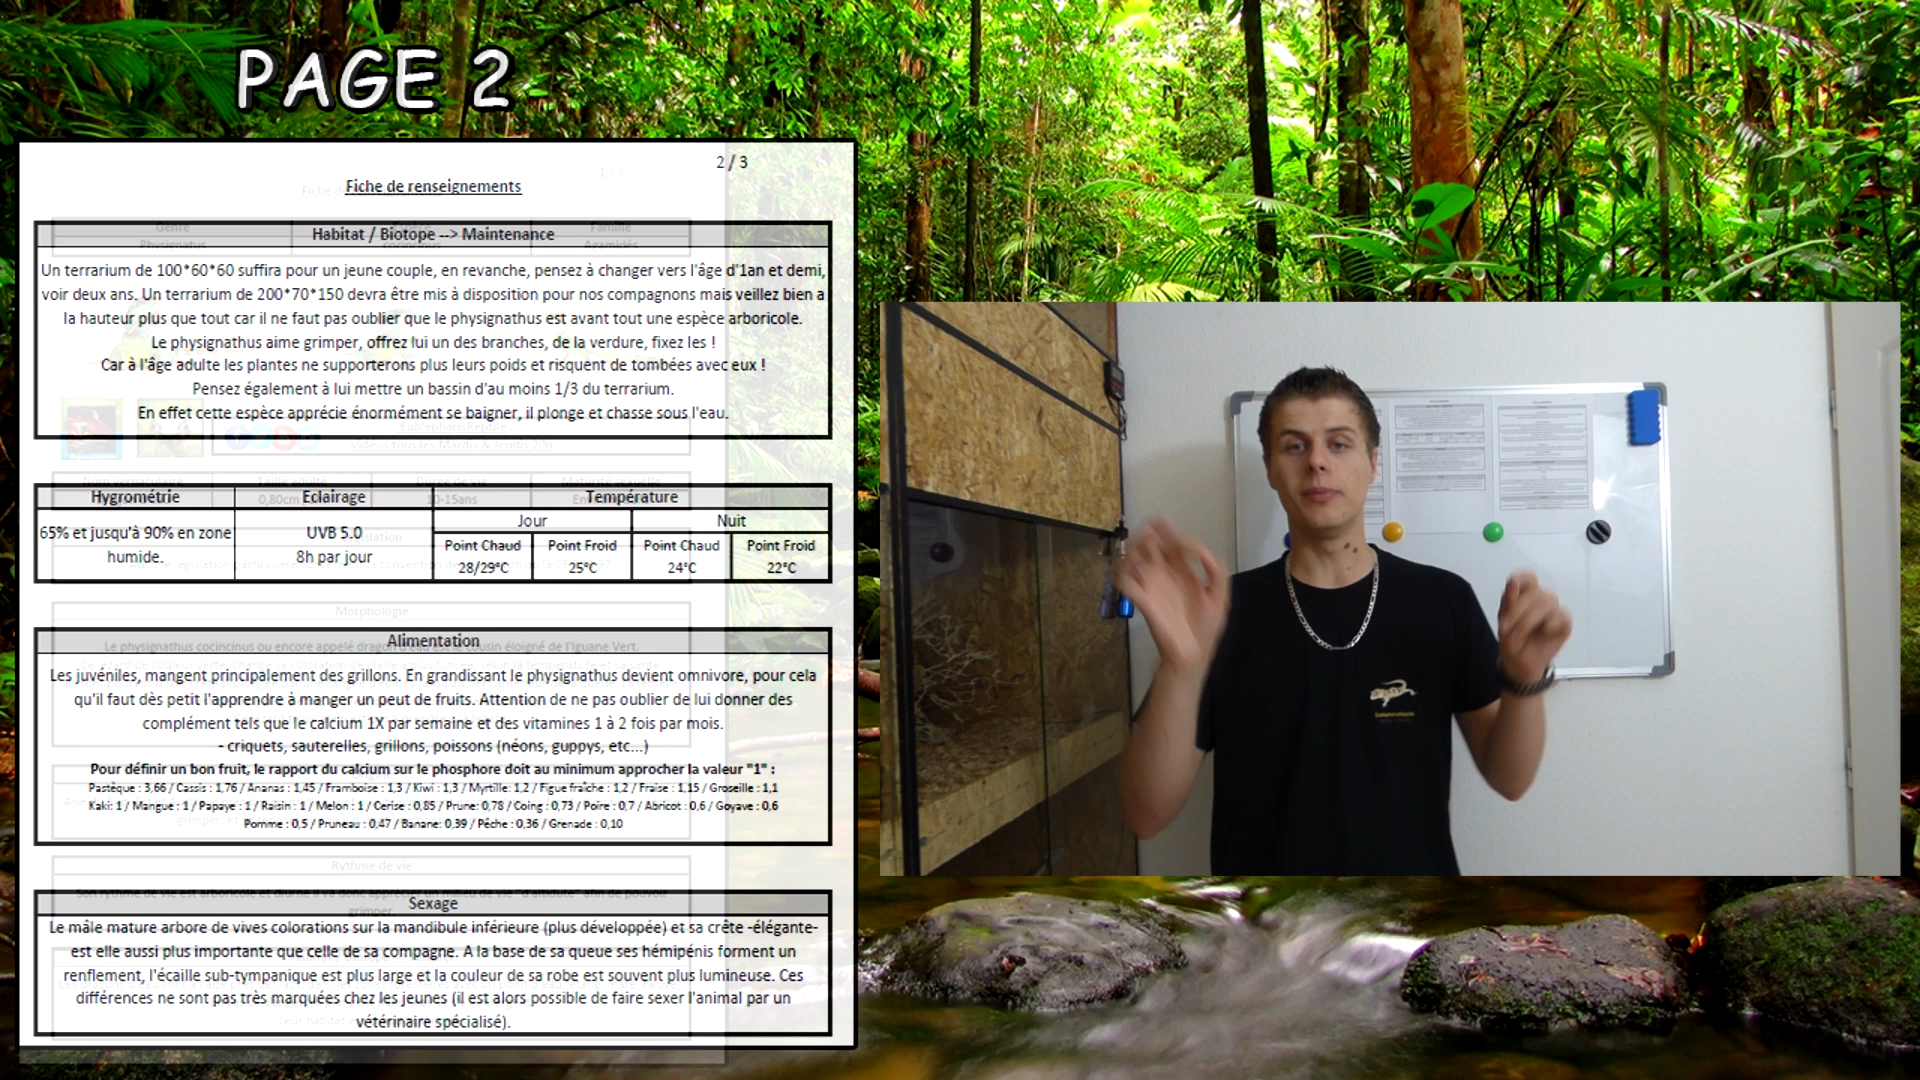 PAGE 2
2 / 3
Fiche de renseignements
Habitat / Biotope --> Maintenance
Un terrarium de 100*60*60 suffira pour un jeune couple, en revanche, pensez à changer vers l'âge d'1an et demi,
voir deux ans. Un terrarium de 200*70*150 devra être mis à disposition pour nos compagnons mais veillez bien a
la hauteur plus que tout car il ne faut pas oublier que le physignathus est avant tout une espèce arboricole.
Le physignathus aime grimper, offrez lui un des branches, de la verdure, fixez les !
Car à l'âge adulte les plantes ne supporterons plus leurs poids et risquent de tombées avec eux !
Pensez également à lui mettre un bassin d'au moins 1/3 du terrarium.
En effet cette espèce apprécie énormément se baigner, il plonge et chasse sous l'eau.
Hygrométrie Eclairage Température
Jour Nuit
65% et jusqu'à 90% en zone humide. UVB 5.0
8h par jour
Point Chaud Point Froid Point Chaud Point Froid
28/29°C 25°C 24°C 22°C
Alimentation
Les juvéniles, mangent principalement des grillons. En grandissant le physignathus devient omnivore, pour cela
qu'il faut dès petit l'apprendre à manger un peut de fruits. Attention de ne pas oublier de lui donner des
complément tels que le calcium 1X par semaine et des vitamines 1 à 2 fois par mois.
- criquets, sauterelles, grillons, poissons (néons, guppys, etc...)
Pour définir un bon fruit, le rapport du calcium sur le phosphore doit au minimum approcher la valeur "1" :
Pastèque : 3,66 / Cassis : 1,76 / Ananas : 1,45 / Framboise : 1.3 / Kiwi : 1.3 / Myrtille: 1,2 / Figue fraîche : 1,2 / Fraise : 1,15 / Groseille : 1,1
Kaki: 1 / Mangue : 1 / Papaye : 1 / Raisin : 1 / Melon : 1 / Cerise : 0,85 / Prune: 0,78 / Coing : 0,73 / Poire : 0,7 / Abricot : 0,6 / Goyave : 0,6
Pomme : 0,5 / Pruneau : 0,47 / Banane: 0,39 / Pêche : 0,36 / Grenade : 0,10
Sexage
Le mâle mature arbore de vives colorations sur la mandibule inférieure (plus développée) et sa crête -élégante-
est elle aussi plus importante que celle de sa compagne. A la base de sa queue ses hémipénis forment un
renflement, l'écaille sub-tympanique est plus large et la couleur de sa robe est souvent plus lumineuse. Ces
différences ne sont pas très marquées chez les jeunes (il est alors possible de faire sexer l'animal par un
vétérinaire spécialisé).